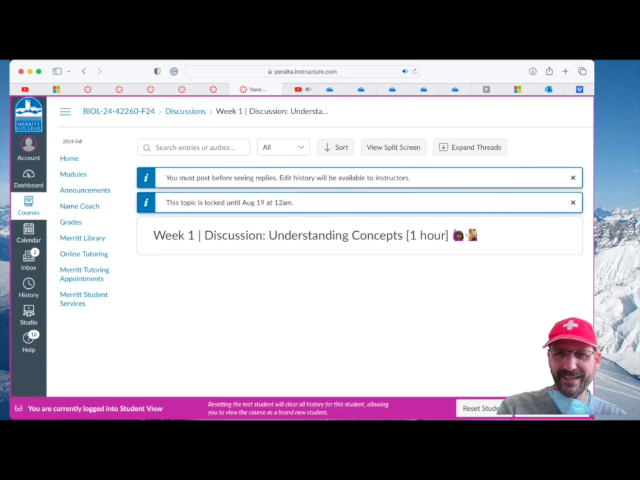 peralta.instructure.com
Topic...
BIOL-24-42260-F24 > Discussions > Week 1 | Discussion: Understa...
MERRITT COLLEGE
Account
Dashboard
Courses
Calendar
Inbox
History
Studio
Help
2024 Fall
Home
Modules
Announcements
Name Coach
Grades
Merritt Library
Online Tutoring
Merritt Tutoring
Appointments
Merritt Student
Services
Search entries or author...
All
Sort
View Split Screen
Expand Threads
You must post before seeing replies. Edit history will be available to instructors.
This topic is locked until Aug 19 at 12am.
Week 1 | Discussion: Understanding Concepts [1 hour]
You are currently logged into Student View
Resetting the test student will clear all history for this student, allowing
you to view the course as a brand new student.
Reset Stude